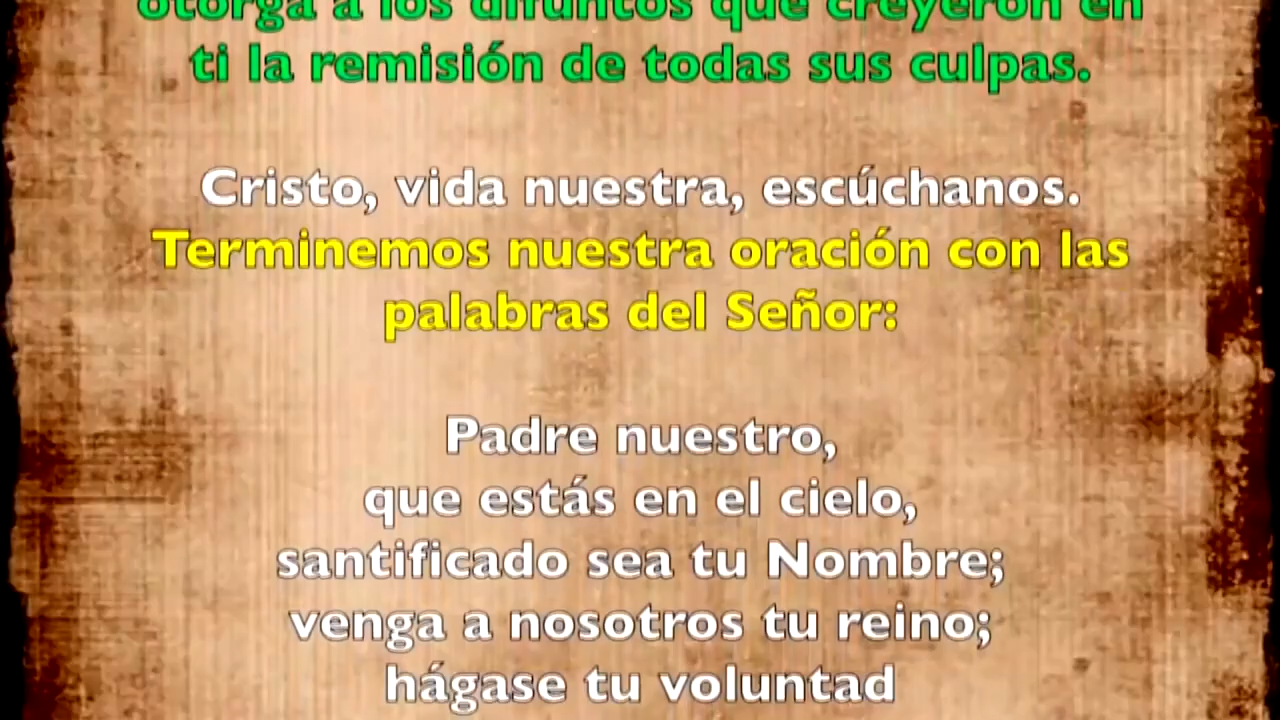 otorga a los difuntos que creyeron en
ti la remisión de todas sus culpas.
Cristo, vida nuestra, escúchanos.
Terminemos nuestra oración con las
palabras del Señor:
Padre nuestro,
que estás en el cielo,
santificado sea tu Nombre;
venga a nosotros tu reino;
hágase tu voluntad